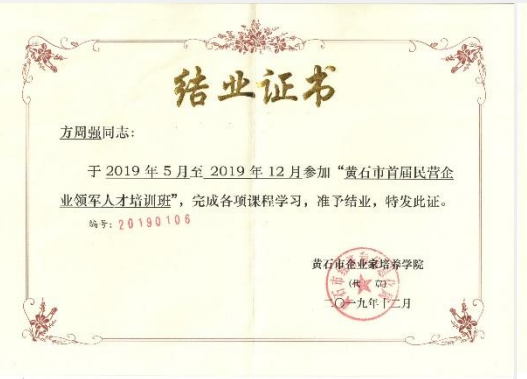 结业证书
方周强同志：
于 2019 年 5 月至 2019 年 12 月参加“黄石市首届民营企
业领军人才培训班”，完成各项课程学习，准予结业，特发此证。
编号：20190106
黄石市企业家培养学院
（代 章）
二〇一九年十二月